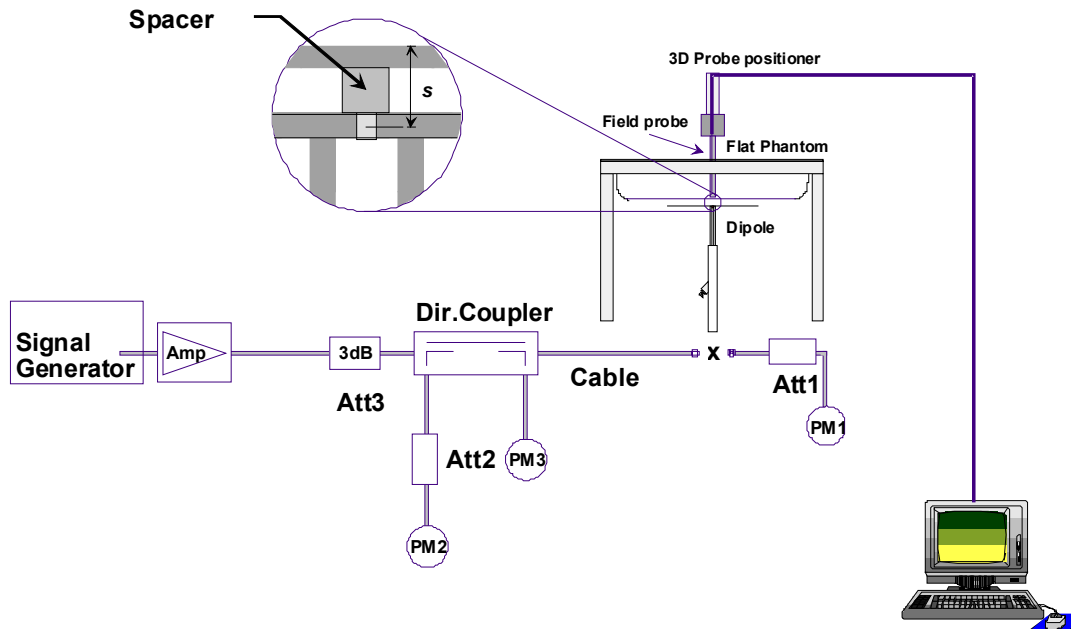 Spacer
s
3D Probe positioner
Field probe
Flat Phantom
Dipole
Signal
Generator
Amp
3dB
Att3
Dir.Coupler
Cable
x
Att1
PM1
Att2
PM3
PM2